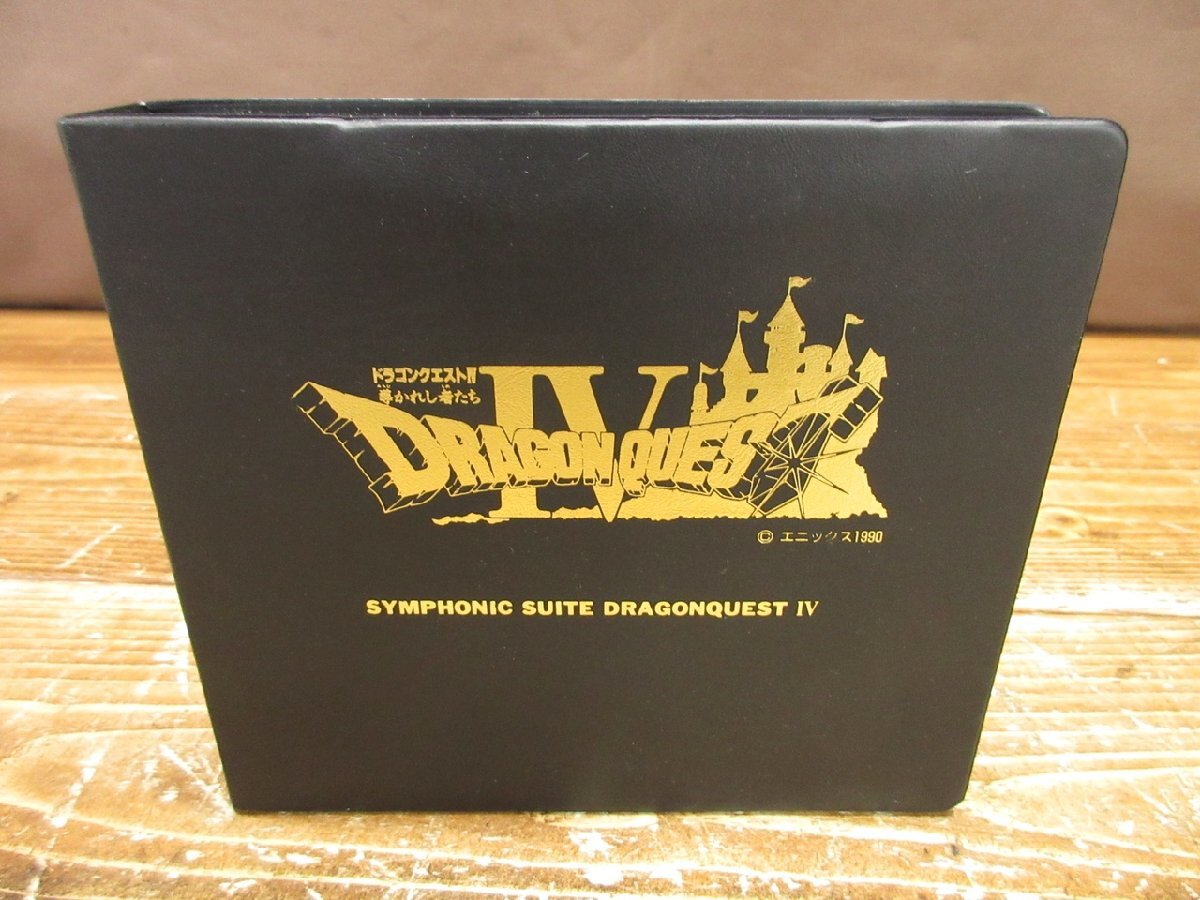 ドラゴンクエストIV
導かれし者たち
IV
DRAGON QUEST
© エニックス1990
SYMPHONIC SUITE DRAGONQUEST IV